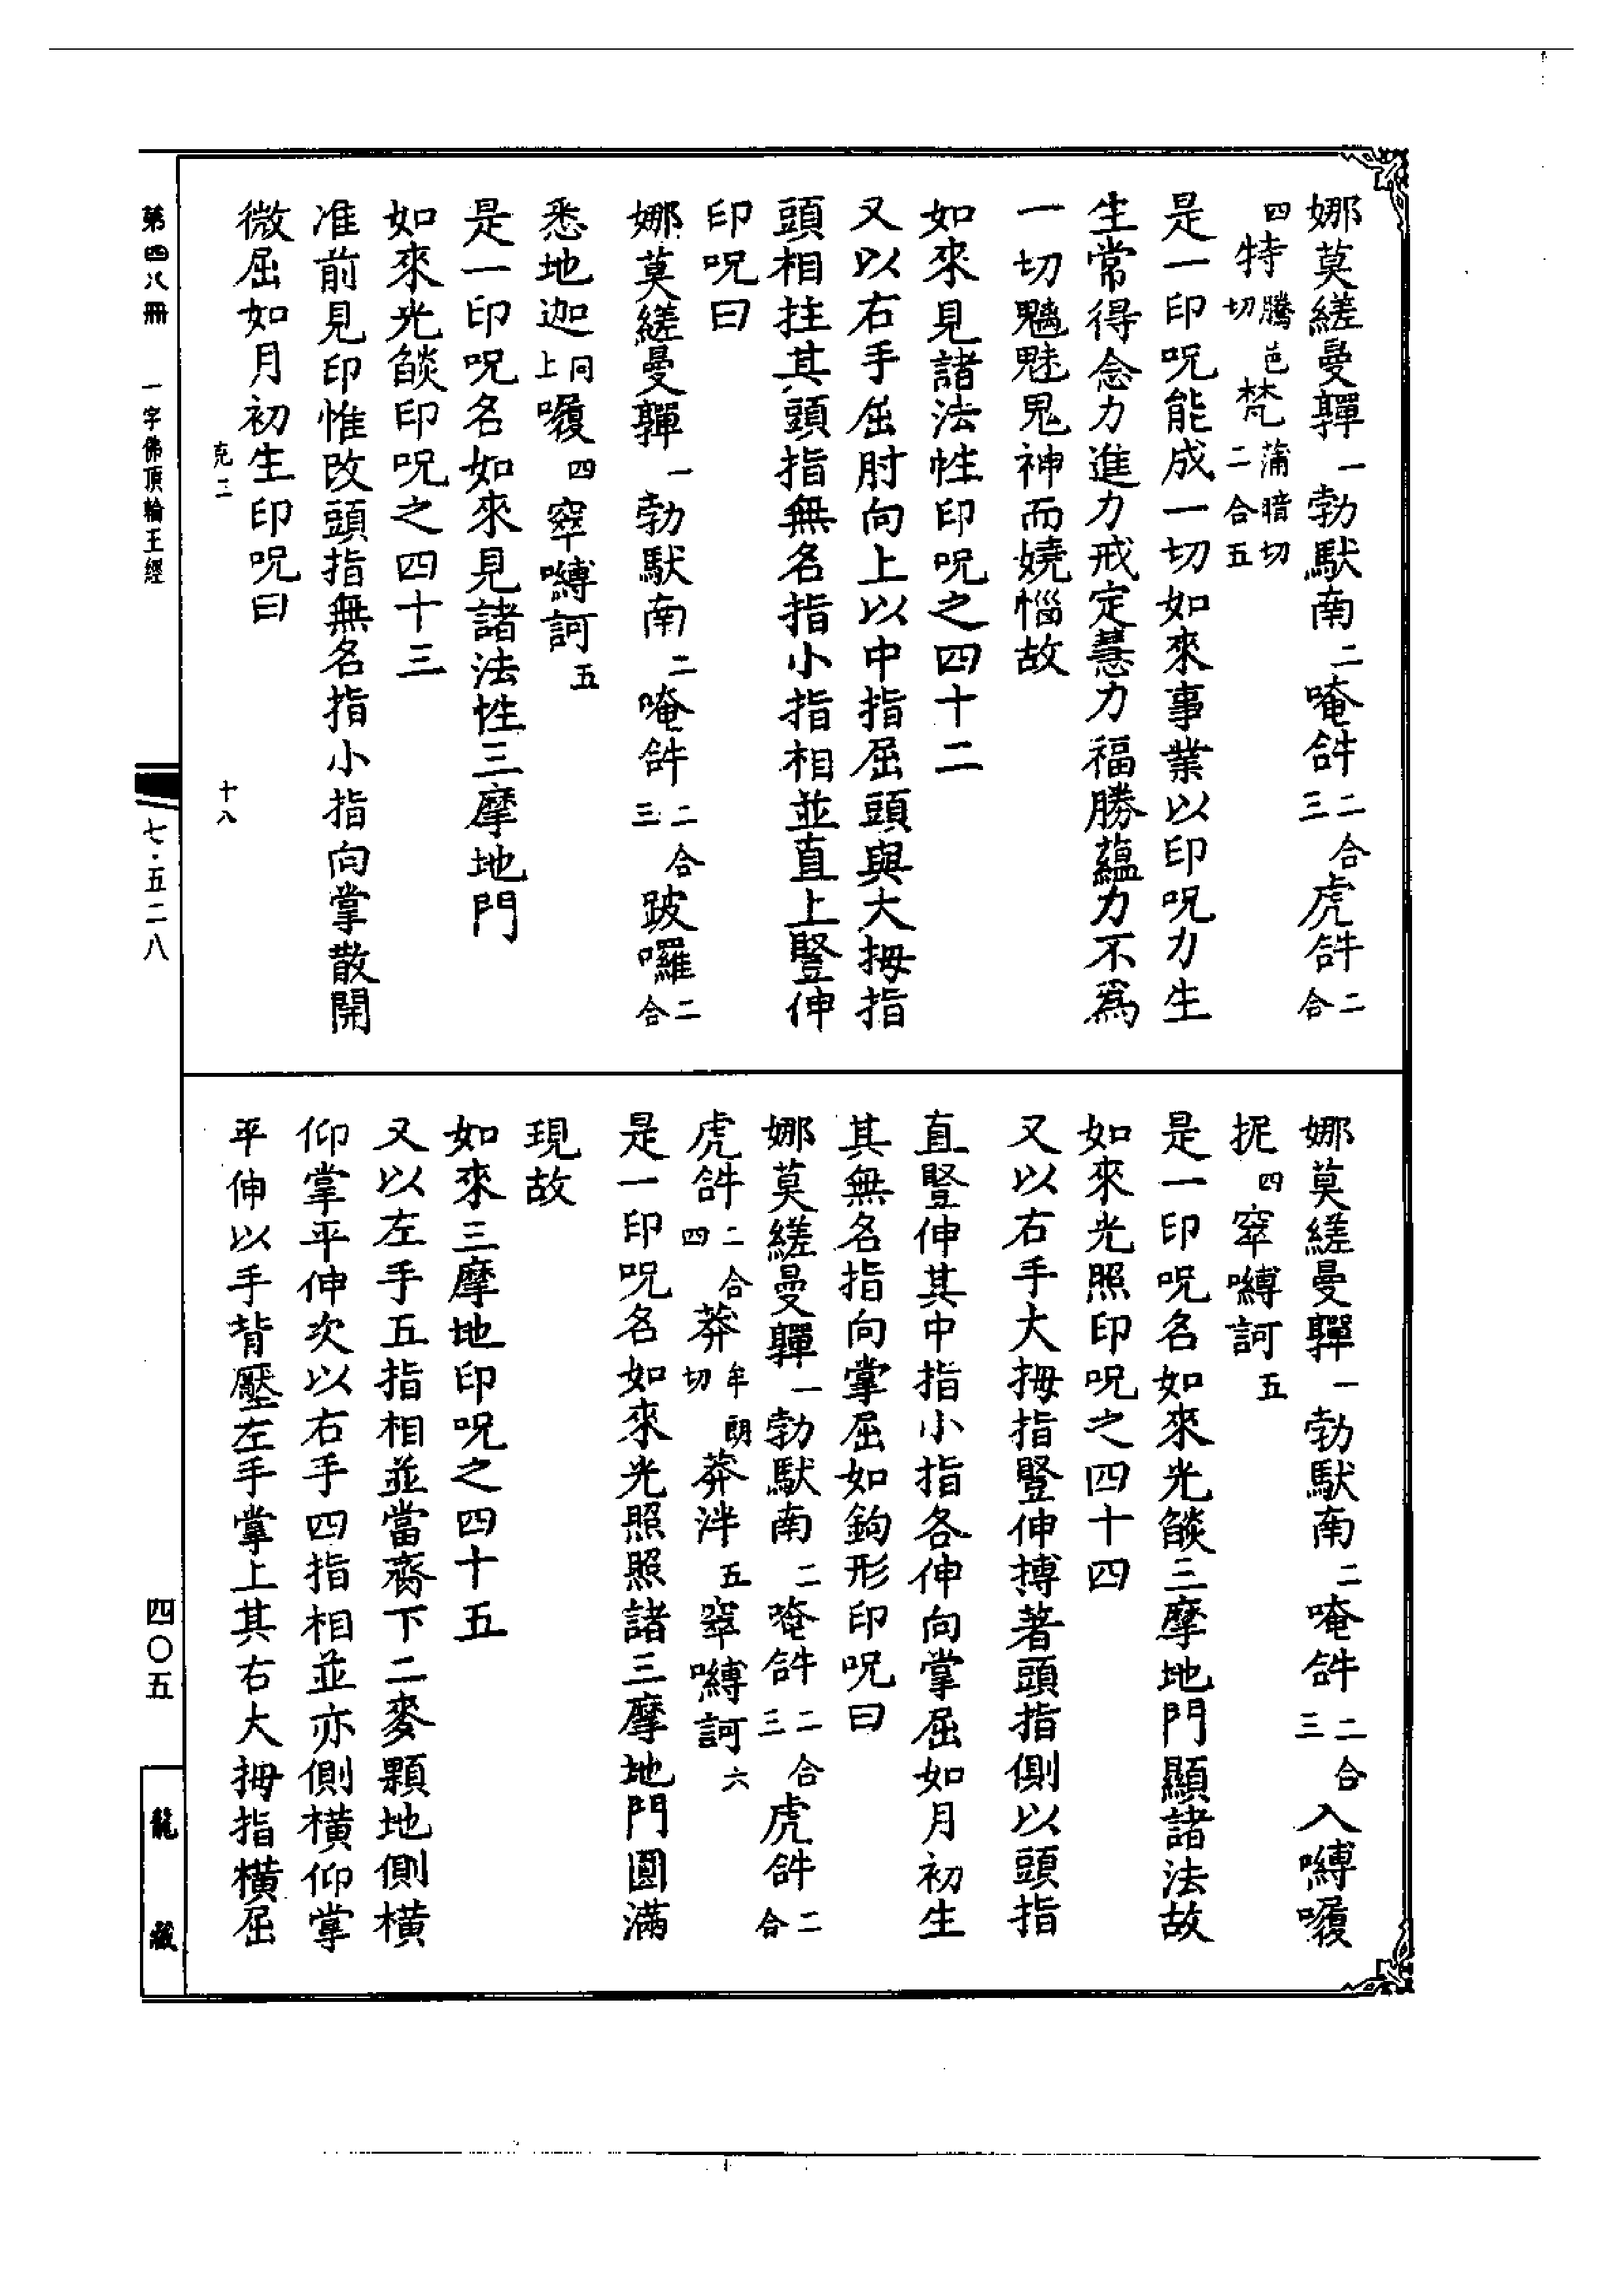 娜莫縒曼䭾一勃馱南二唵𤙖二合三虎𤙖二合
四特騰邑切梵蒲暗切二合五
是一印呪能成一切如來事業以印呪力生
生常得念力進力戒定慧力福勝蘊力不為
一切魑魅鬼神而嬈惱故
如來見諸法性印呪之四十二
又以右手屈肘向上以中指屈頭與大拇指
頭相拄其頭指無名指小指相並直上豎伸
印呪曰
娜莫縒曼一勃馱南二唵𤙖二合三跛囉二合
悉地迦上同㘑四窣嚩訶五
是一印呪名如來見諸法性三摩地門
如來光𦦨印呪之四十三
准前見印惟改頭指無名指小指向掌散開
微屈如月初生印呪曰
娜莫縒曼一勃馱南二唵𤙖二合三入嚩㘑
抳四窣嚩訶五
是一印呪名如來光𦦨三摩地門顯諸法故
如來光照印呪之四十四
又以右手大拇指豎伸搏著頭指側以頭指
直豎伸其中指小指各伸向掌屈如月初生
其無名指向掌屈如鉤形印呪曰
娜莫縒曼一勃馱南二唵𤙖二合三虎𤙖二合
四莽牟朗切莽泮五窣嚩訶六
是一印呪名如來光照照諸三摩地門圓滿
現故
如來三摩地印呪之四十五
又以左手五指相並當齎下二麥顆地側橫
仰掌平伸次以右手四指相並亦側橫仰掌
平伸以手背壓左手掌上其右大拇指橫屈
第四八冊 一字佛頂輪王經
克三 十八
七·五二八
四〇五
龍藏